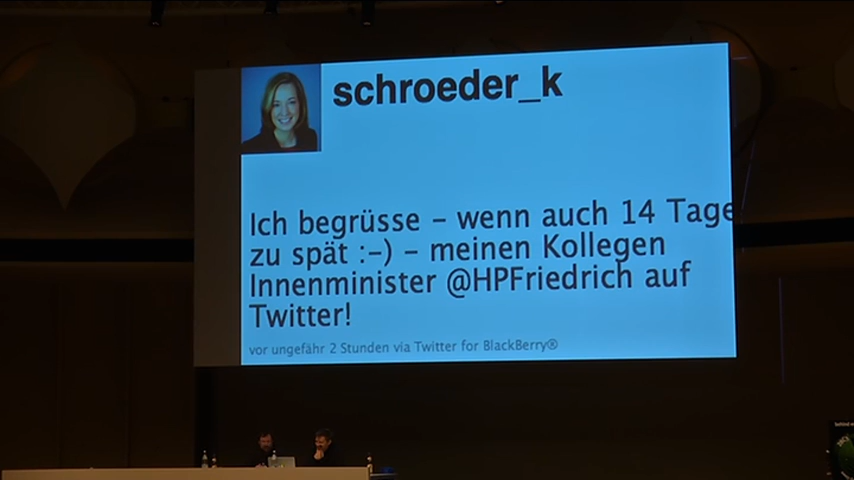 schroeder_k
Ich begrüsse – wenn auch 14 Tage
zu spät :-) – meinen Kollegen
Innenminister @HPFriedrich auf
Twitter!
vor ungefähr 2 Stunden via Twitter for BlackBerry®
behind